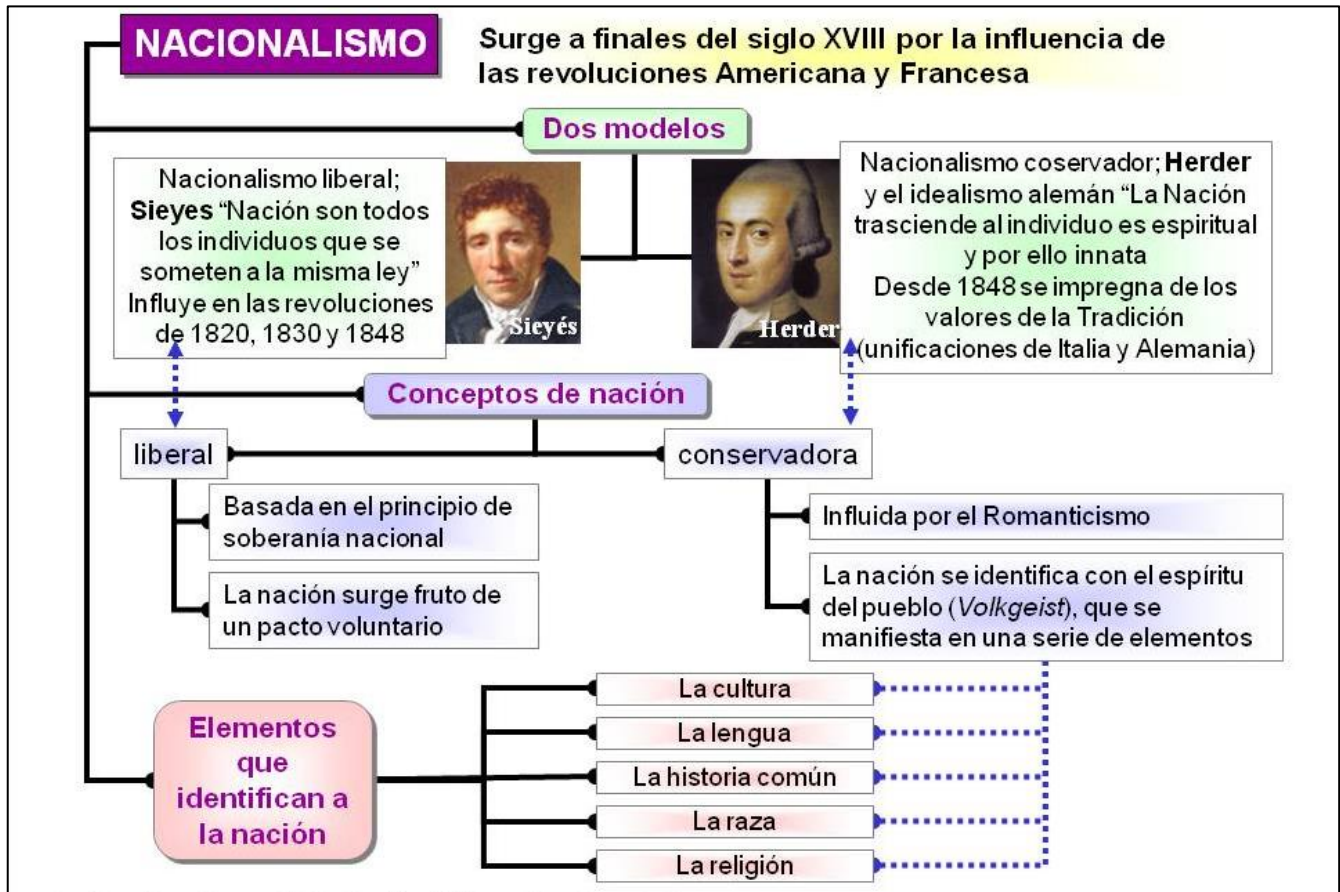 NACIONALISMO
Surge a finales del siglo XVIII por la influencia de
las revoluciones Americana y Francesa
Dos modelos
Nacionalismo liberal;
Sieyes “Nación son todos
los individuos que se
someten a la misma ley”
Influye en las revoluciones
de 1820, 1830 y 1848
Sieyés
Herder
Nacionalismo coservador; Herder
y el idealismo alemán “La Nación
trasciende al individuo es espiritual
y por ello innata
Desde 1848 se impregna de los
valores de la Tradición
(unificaciones de Italia y Alemania)
Conceptos de nación
liberal
conservadora
Basada en el principio de
soberanía nacional
La nación surge fruto de
un pacto voluntario
Influida por el Romanticismo
La nación se identifica con el espíritu
del pueblo (Volkgeist), que se
manifiesta en una serie de elementos
Elementos
que
identifican a
la nación
La cultura
La lengua
La historia común
La raza
La religión